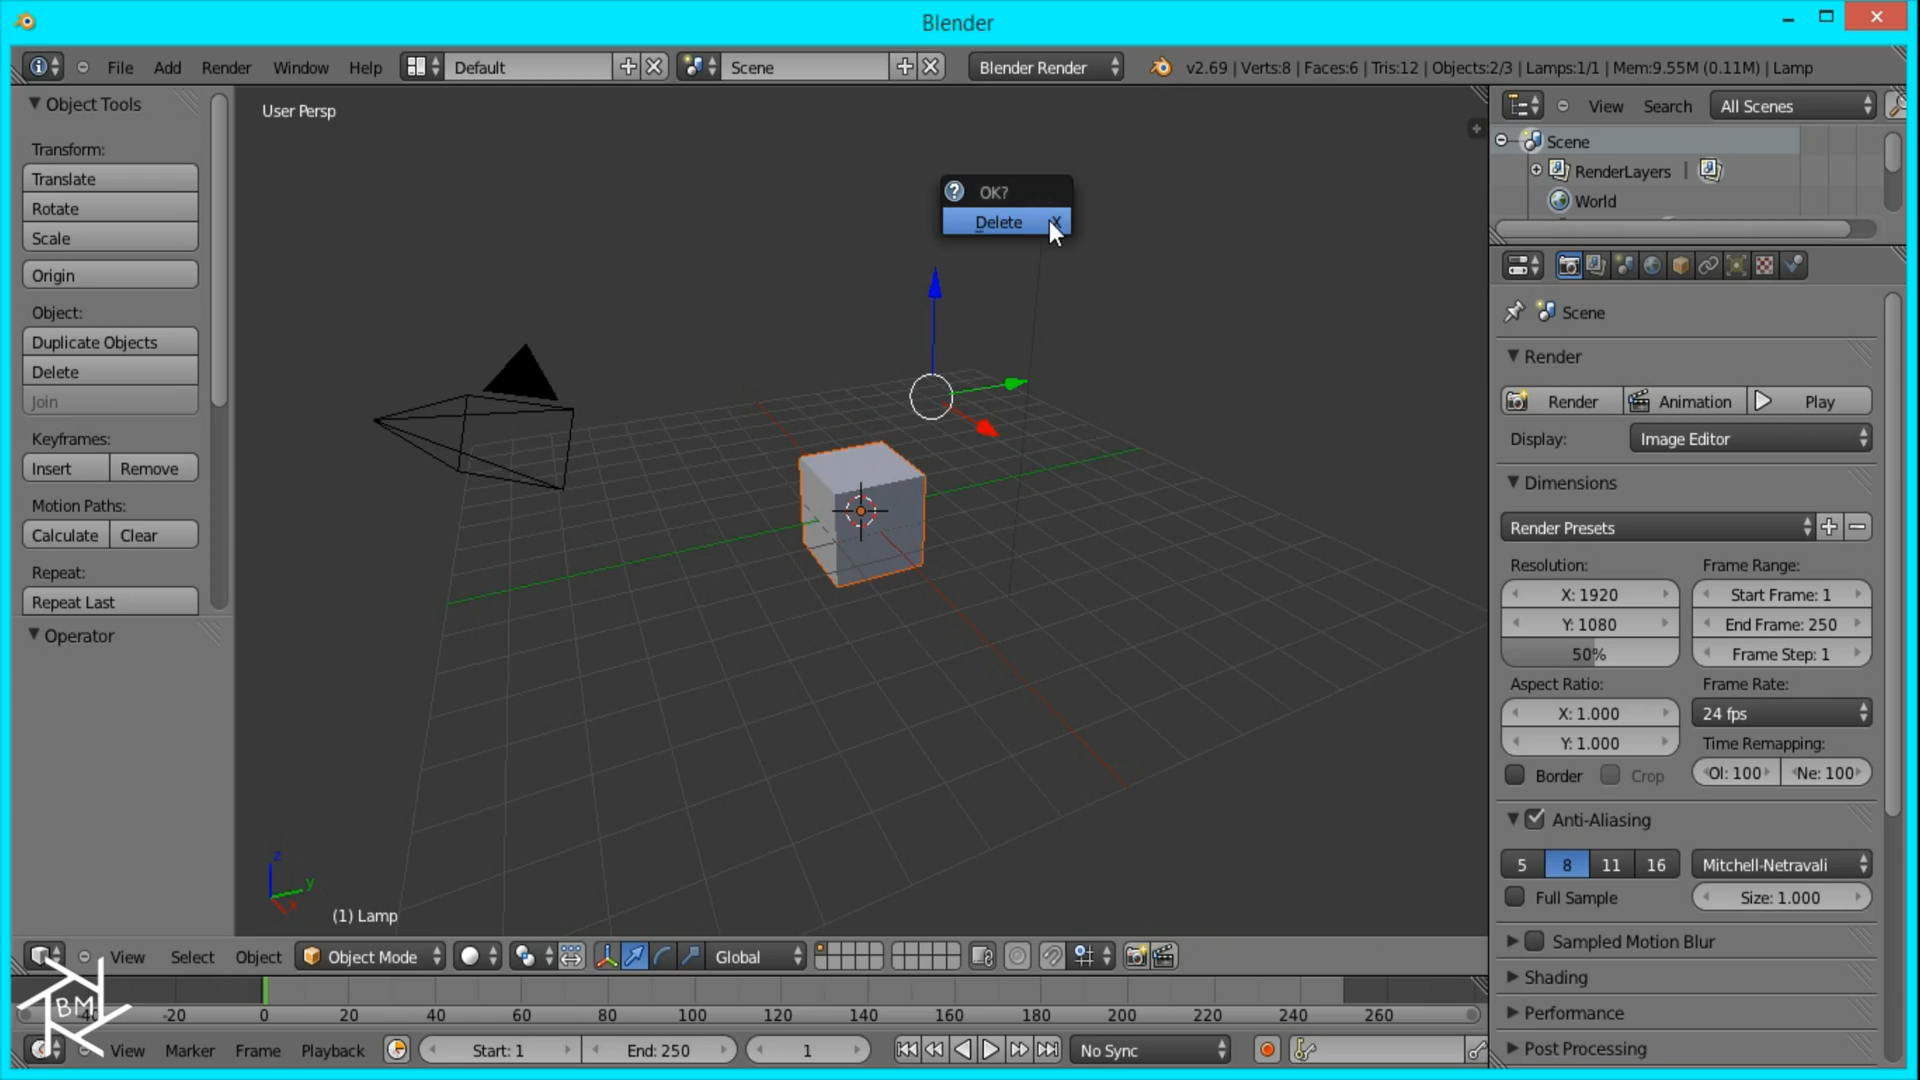 Blender
File Add Render Window Help Default Scene Blender Render v2.69 | Verts:8 | Faces:6 | Tris:12 | Objects:2/3 | Lamps:1/1 | Mem:9.55M (0.11M) | Lamp
Object Tools
Transform:
Translate
Rotate
Scale
Origin
Object:
Duplicate Objects
Delete
Join
Keyframes:
Insert Remove
Motion Paths:
Calculate Clear
Repeat:
Repeat Last
Operator
User Persp
OK?
Delete X
z
y
x
(1) Lamp
View Select Object Object Mode Global
-20 0 20 40 60 80 100 120 140 160 180 200 220 240 260
View Marker Frame Playback Start: 1 End: 250 1 No Sync
BM
View Search All Scenes
Scene
RenderLayers |
World
Scene
Render
Render Animation Play
Display: Image Editor
Dimensions
Render Presets
Resolution: Frame Range:
X: 1920 Start Frame: 1
Y: 1080 End Frame: 250
50% Frame Step: 1
Aspect Ratio: Frame Rate:
X: 1.000 24 fps
Y: 1.000 Time Remapping:
Border Crop Ol: 100 Ne: 100
Anti-Aliasing
5 8 11 16 Mitchell-Netravali
Full Sample Size: 1.000
Sampled Motion Blur
Shading
Performance
Post Processing